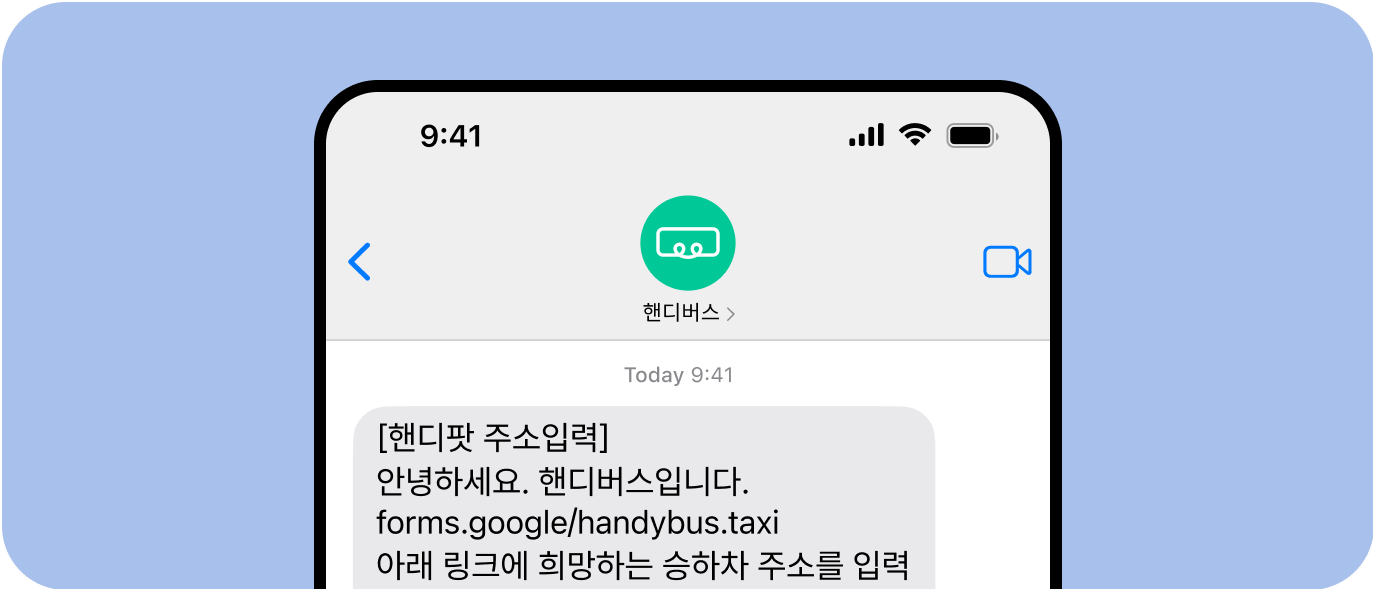 9:41
핸디버스
Today 9:41
[핸디팟 주소입력]
안녕하세요. 핸디버스입니다.
forms.google/handybus.taxi
아래 링크에 희망하는 승하차 주소를 입력